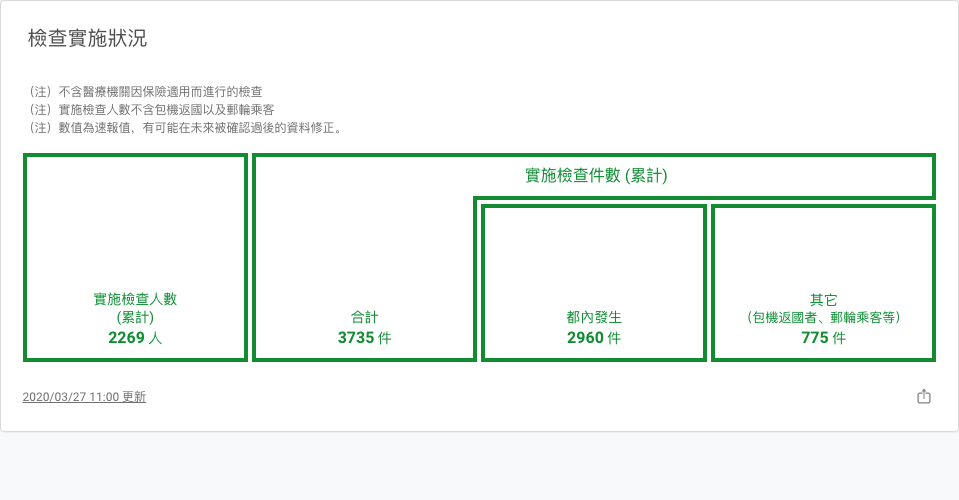 檢查實施狀況
（注）不含醫療機關因保險適用而進行的檢查
（注）實施檢查人數不含包機返國以及郵輪乘客
（注）數值為速報值，有可能在未來被確認過後的資料修正。
實施檢查件數 (累計)
實施檢查人數
(累計)
2269 人
合計
3735 件
都內發生
2960 件
其它
（包機返國者、郵輪乘客等）
775 件
2020/03/27 11:00 更新